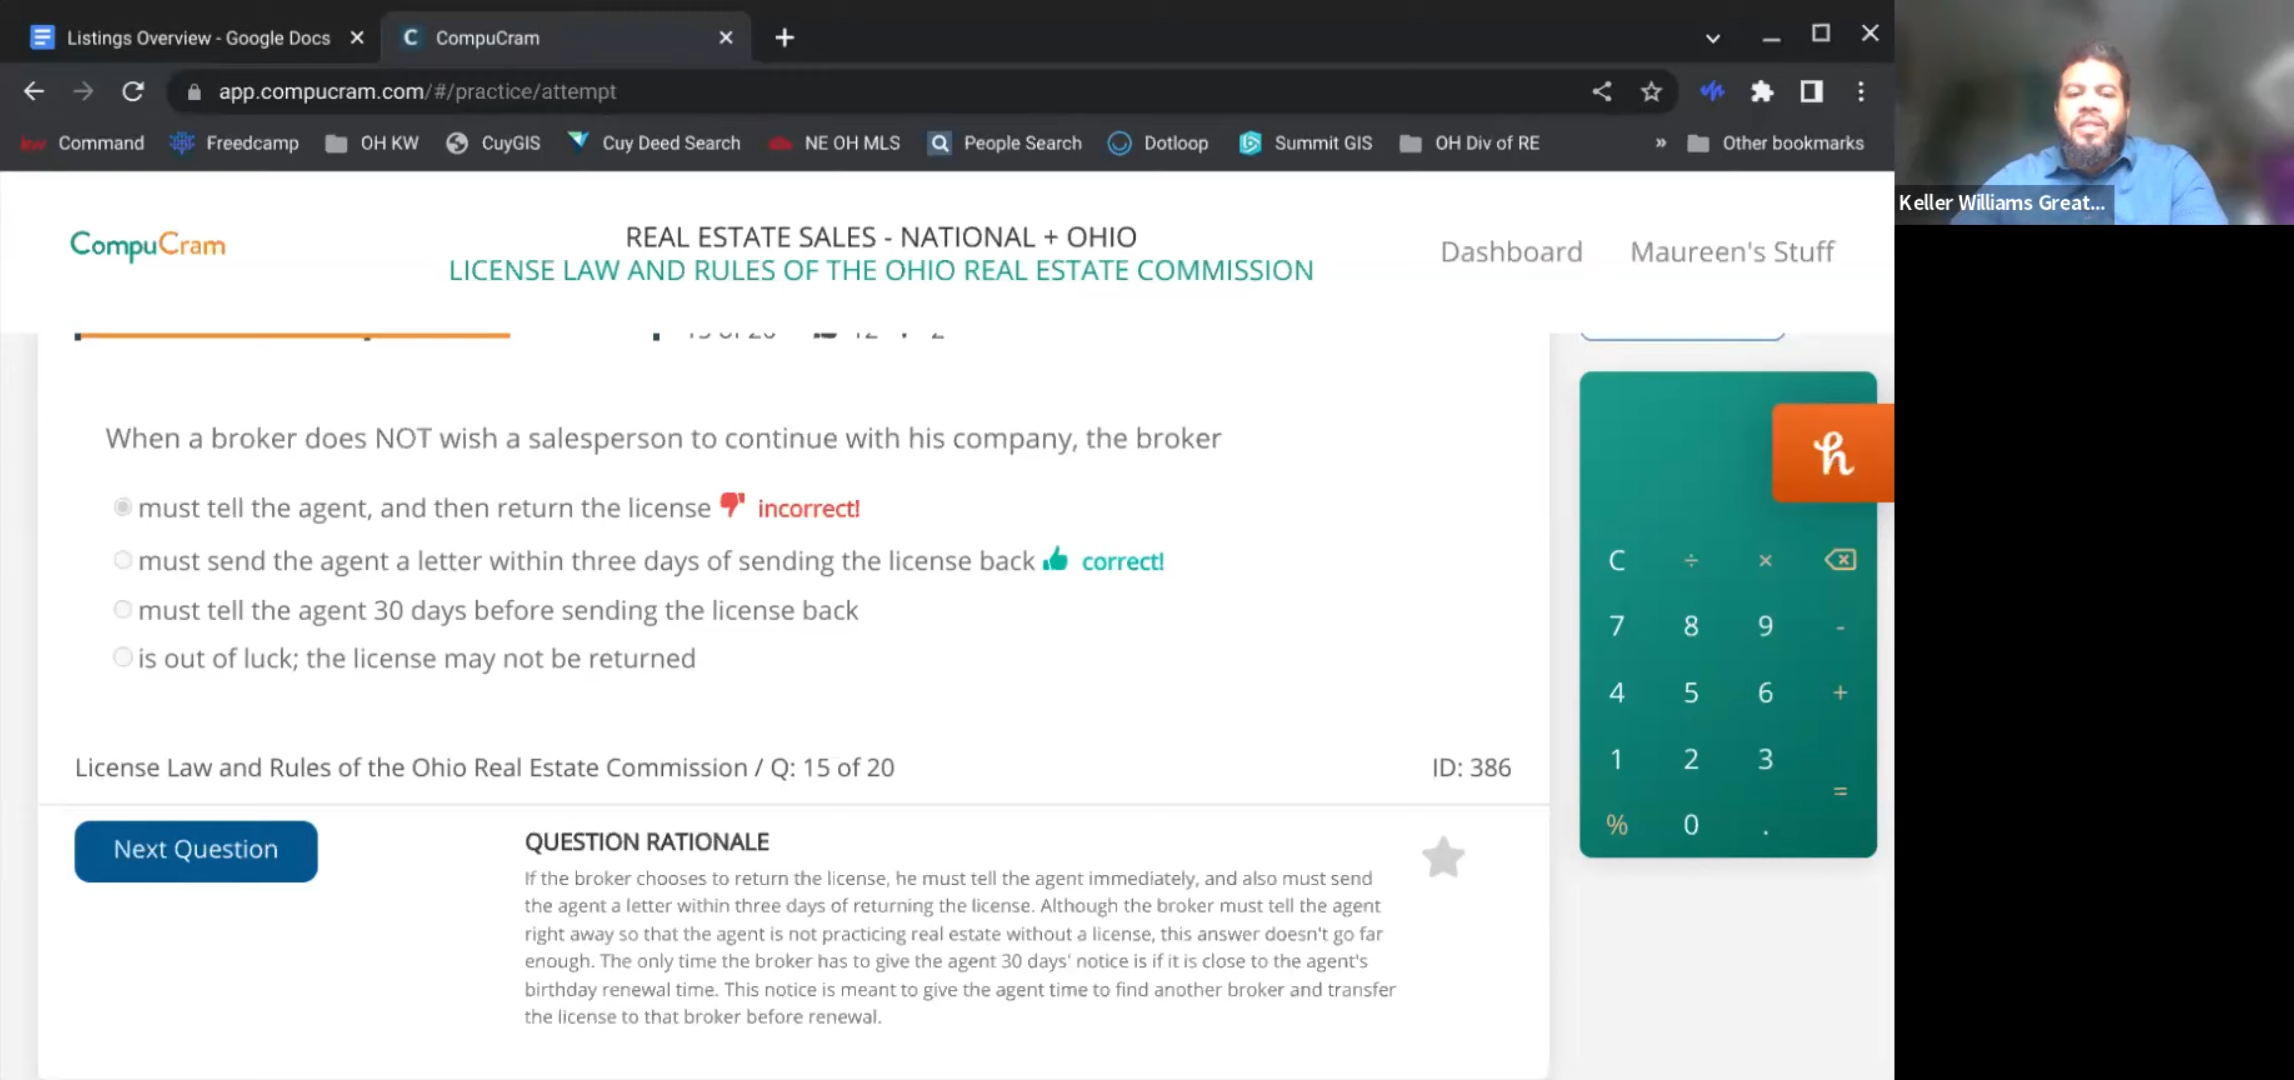 Listings Overview - Google Docs
CompuCram
app.compucram.com/#/practice/attempt
kw Command Freedcamp OH KW CuyGIS Cuy Deed Search NE OH MLS People Search Dotloop Summit GIS OH Div of RE » Other bookmarks
Keller Williams Great...
CompuCram
REAL ESTATE SALES - NATIONAL + OHIO
LICENSE LAW AND RULES OF THE OHIO REAL ESTATE COMMISSION
Dashboard Maureen's Stuff
When a broker does NOT wish a salesperson to continue with his company, the broker
must tell the agent, and then return the license incorrect!
must send the agent a letter within three days of sending the license back correct!
must tell the agent 30 days before sending the license back
is out of luck; the license may not be returned
License Law and Rules of the Ohio Real Estate Commission / Q: 15 of 20
ID: 386
Next Question
QUESTION RATIONALE
If the broker chooses to return the license, he must tell the agent immediately, and also must send
the agent a letter within three days of returning the license. Although the broker must tell the agent
right away so that the agent is not practicing real estate without a license, this answer doesn't go far
enough. The only time the broker has to give the agent 30 days' notice is if it is close to the agent's
birthday renewal time. This notice is meant to give the agent time to find another broker and transfer
the license to that broker before renewal.
h
C ÷ ×
7 8 9 -
4 5 6 +
1 2 3
=
% 0 .